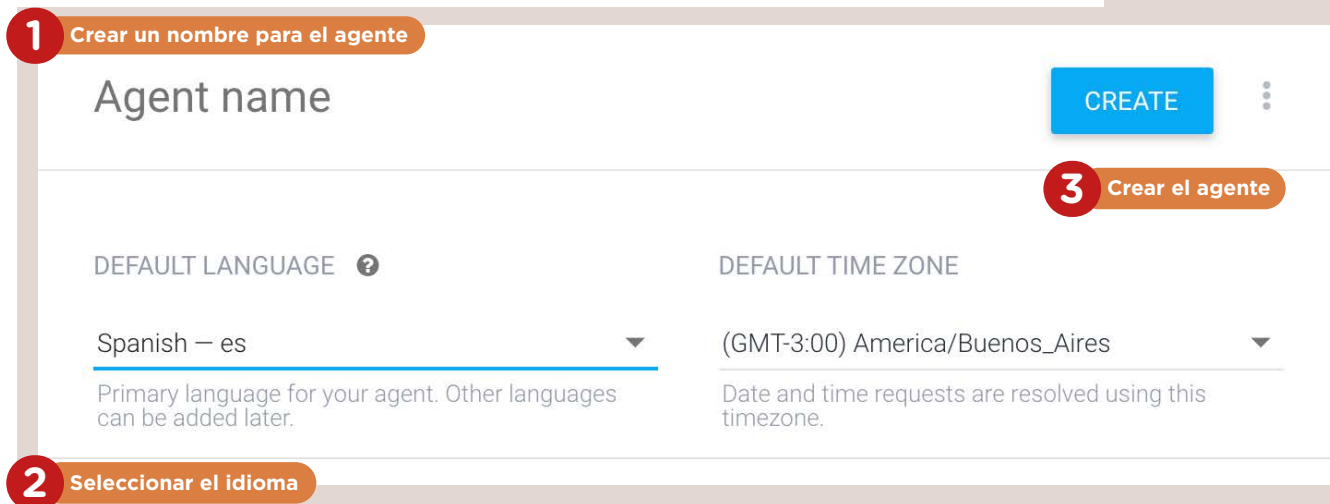 1 Crear un nombre para el agente
Agent name
CREATE
3 Crear el agente
DEFAULT LANGUAGE ?
DEFAULT TIME ZONE
Spanish — es
(GMT-3:00) America/Buenos_Aires
Primary language for your agent. Other languages
can be added later.
Date and time requests are resolved using this
timezone.
2 Seleccionar el idioma